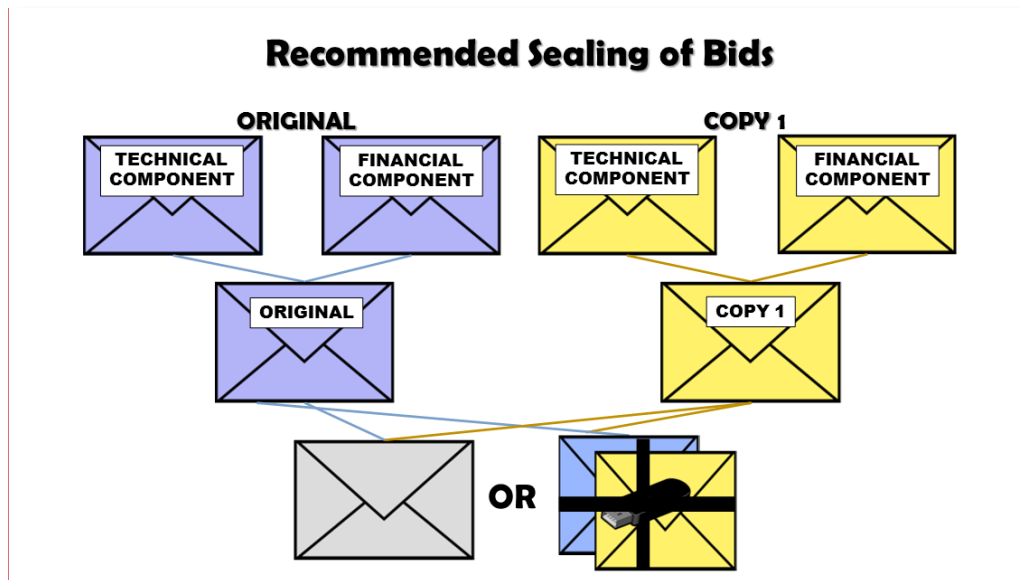 Recommended Sealing of Bids
ORIGINAL
COPY 1
TECHNICAL
COMPONENT
FINANCIAL
COMPONENT
TECHNICAL
COMPONENT
FINANCIAL
COMPONENT
ORIGINAL
COPY 1
OR